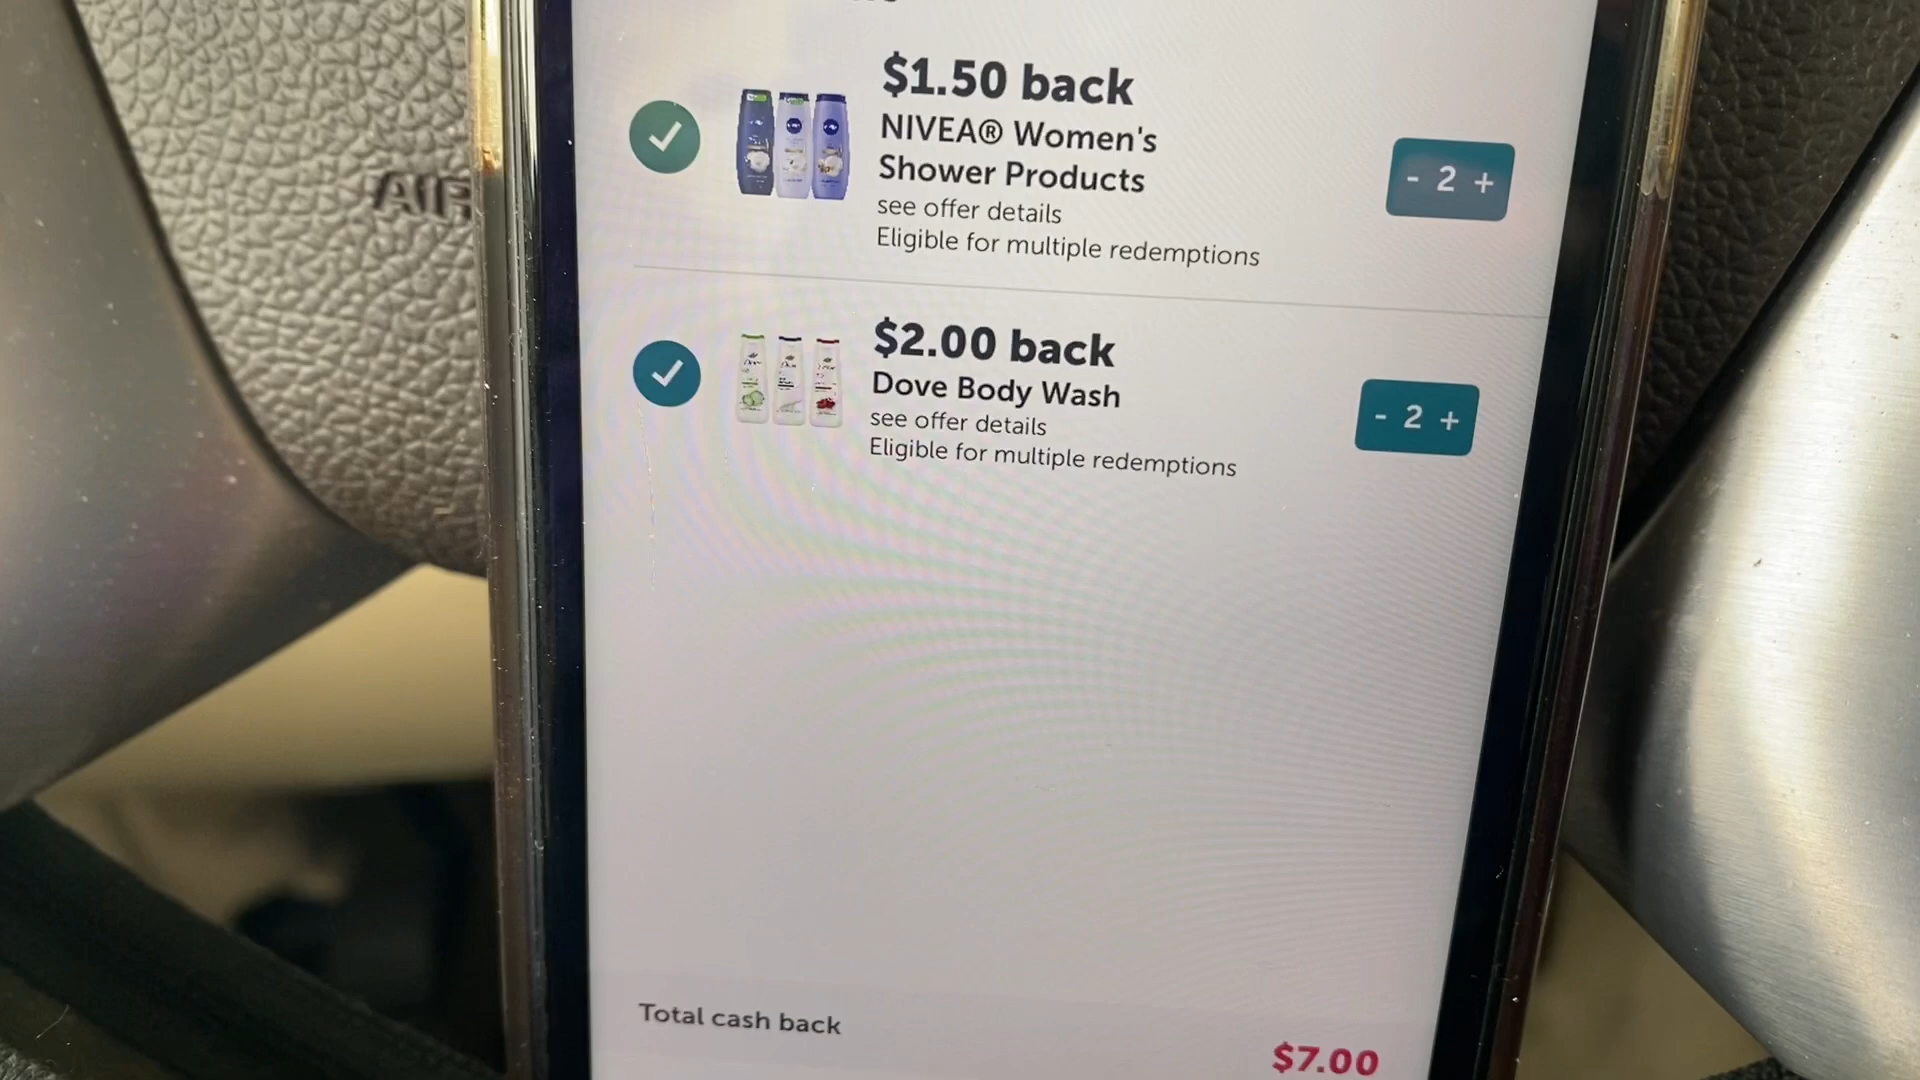 $1.50 back
NIVEA® Women's
Shower Products
see offer details
Eligible for multiple redemptions
- 2 +
$2.00 back
Dove Body Wash
see offer details
Eligible for multiple redemptions
- 2 +
AIR
Total cash back
$7.00